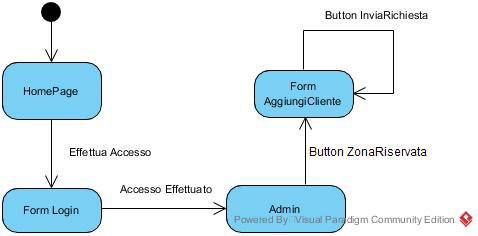 Button InviaRichiesta
HomePage
Form
AggiungiCliente
Effettua Accesso
Button ZonaRiservata
Accesso Effettuato
Form Login
Admin
Powered By Visual Paradigm Community Edition